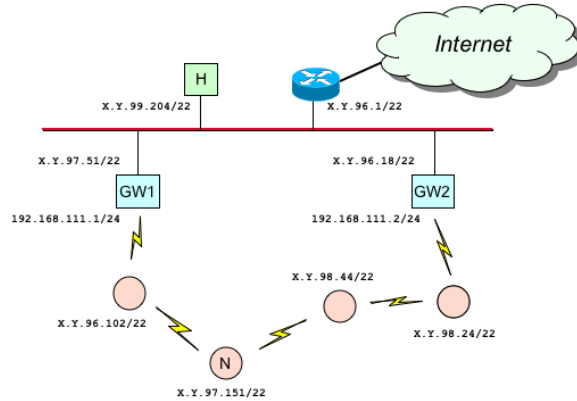 Internet
H
X.Y.99.204/22
X.Y.96.1/22
X.Y.97.51/22
X.Y.96.18/22
GW1
GW2
192.168.111.1/24
192.168.111.2/24
X.Y.98.44/22
X.Y.96.102/22
X.Y.98.24/22
N
X.Y.97.151/22